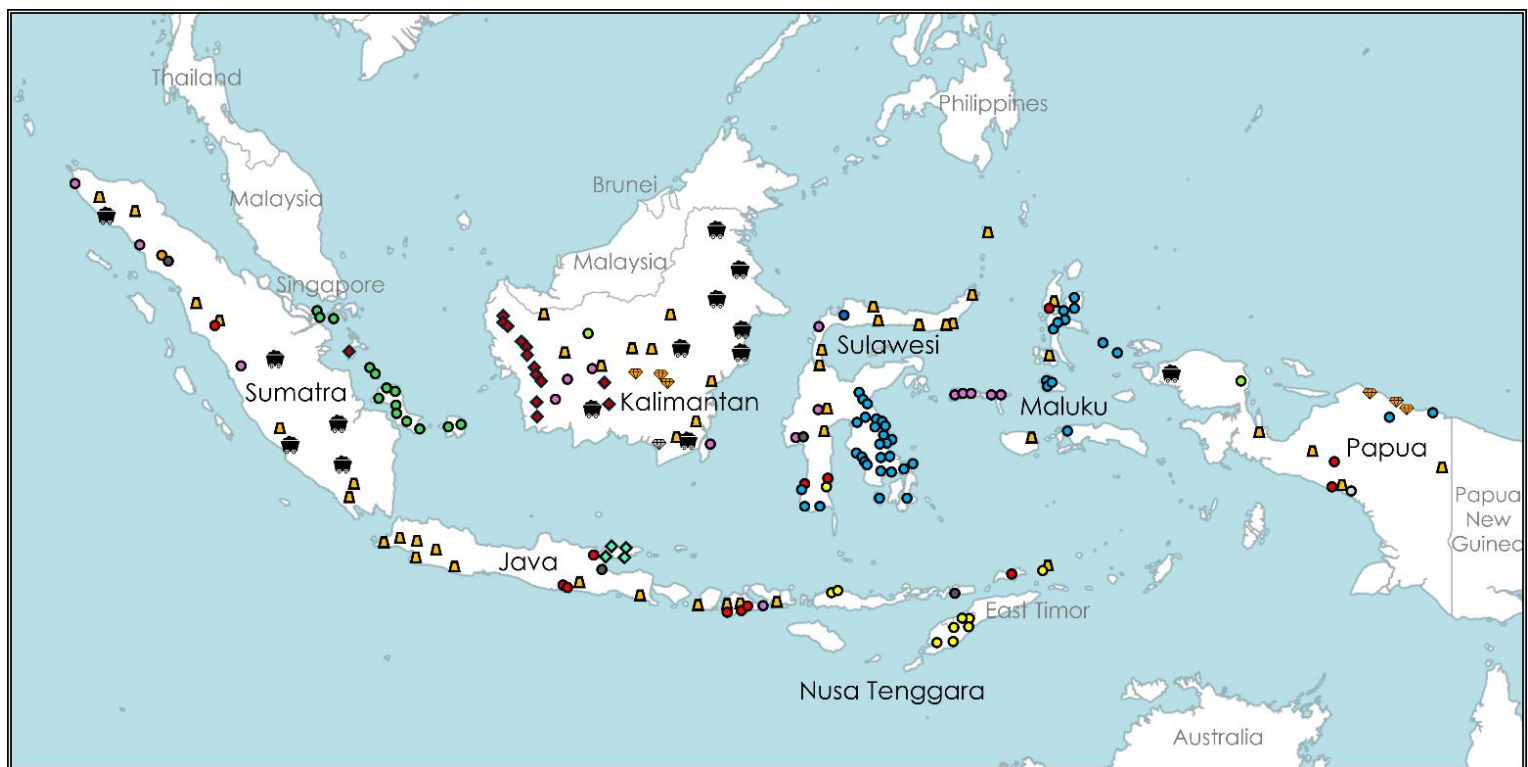 Thailand
Philippines
Malaysia
Brunei
Malaysia
Singapore
Sulawesi
Sumatra
Kalimantan
Maluku
Papua
Papua
New
Guinea
Java
East Timor
Nusa Tenggara
Australia